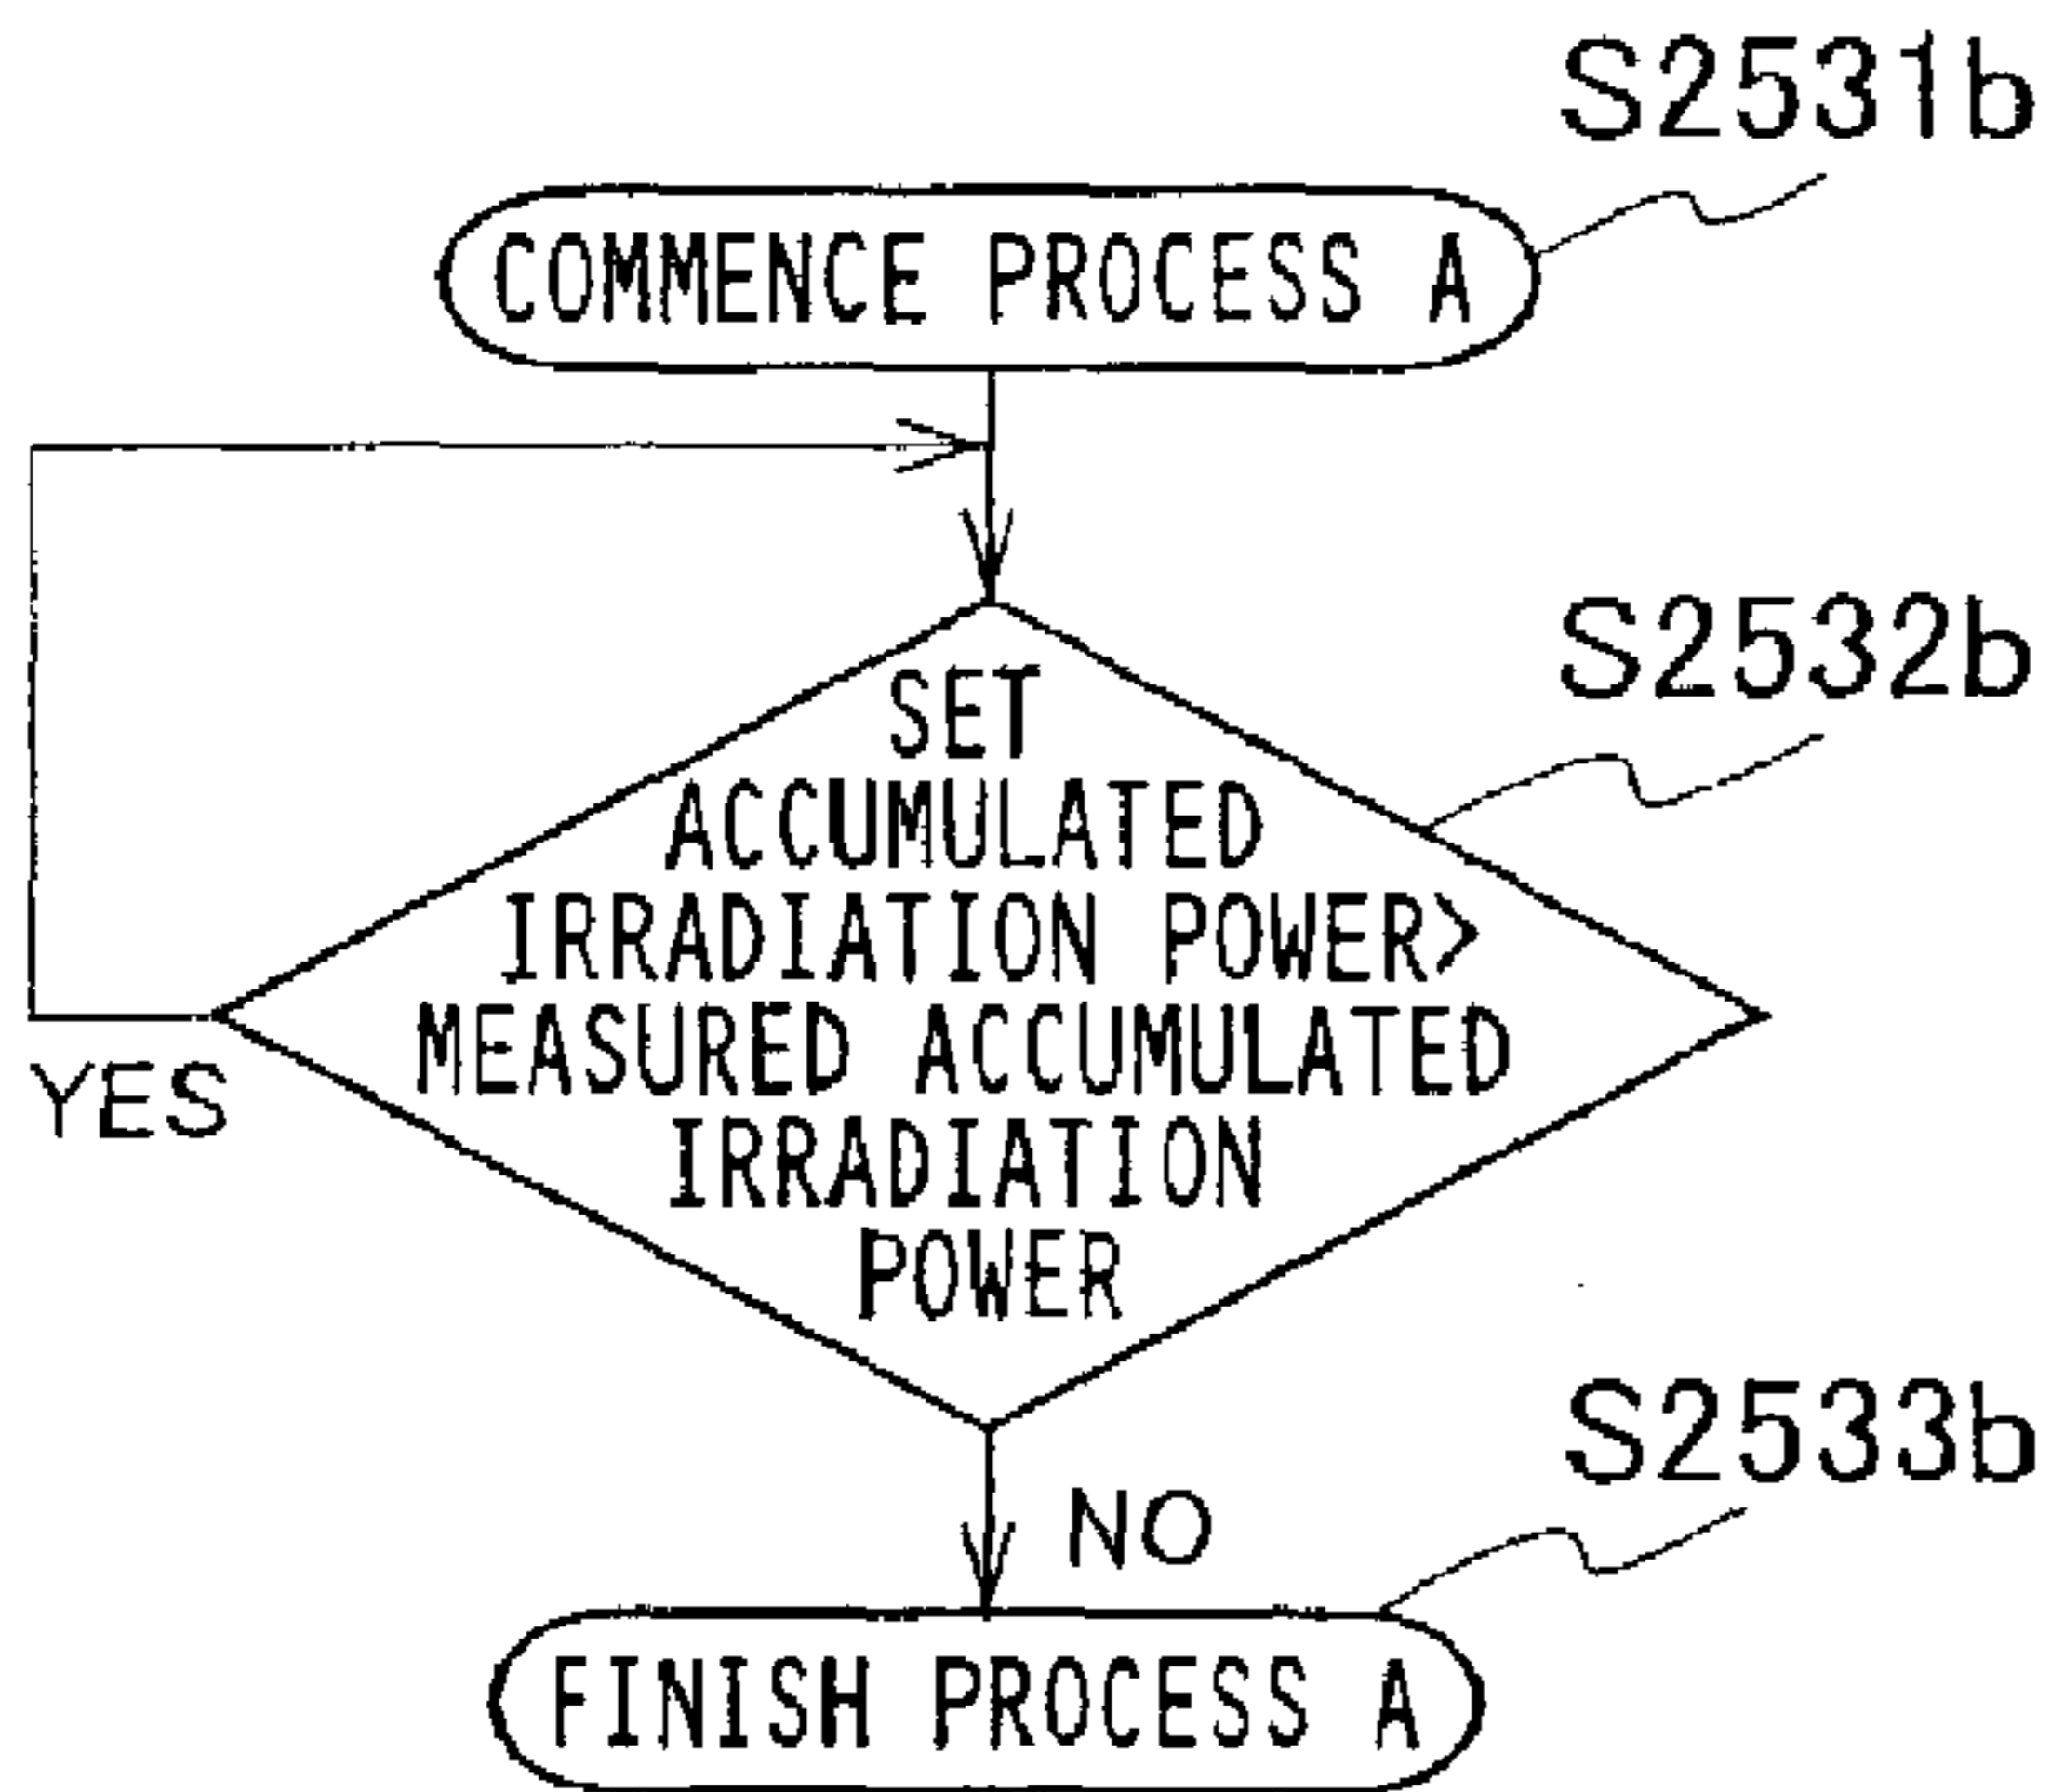 S2531b
COMMENCE PROCESS A
S2532b
SET
ACCUMULATED
IRRADIATION POWER>
MEASURED ACCUMULATED
IRRADIATION
POWER
YES
NO
S2533b
FINISH PROCESS A